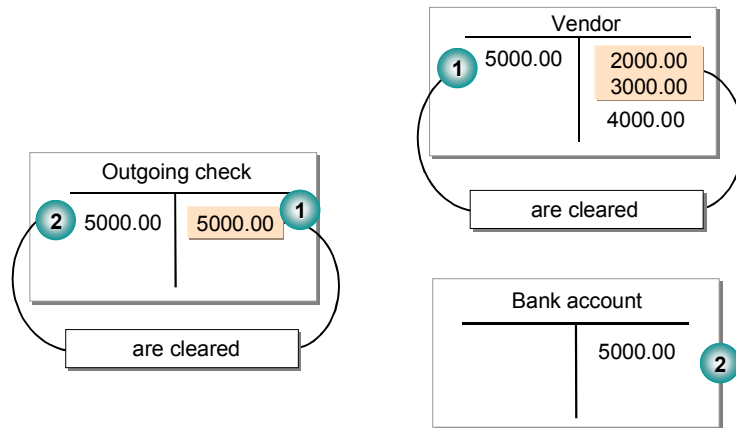 Vendor
1
5000.00
2000.00
3000.00
4000.00
are cleared
Outgoing check
2
5000.00
5000.00
1
are cleared
Bank account
5000.00
2